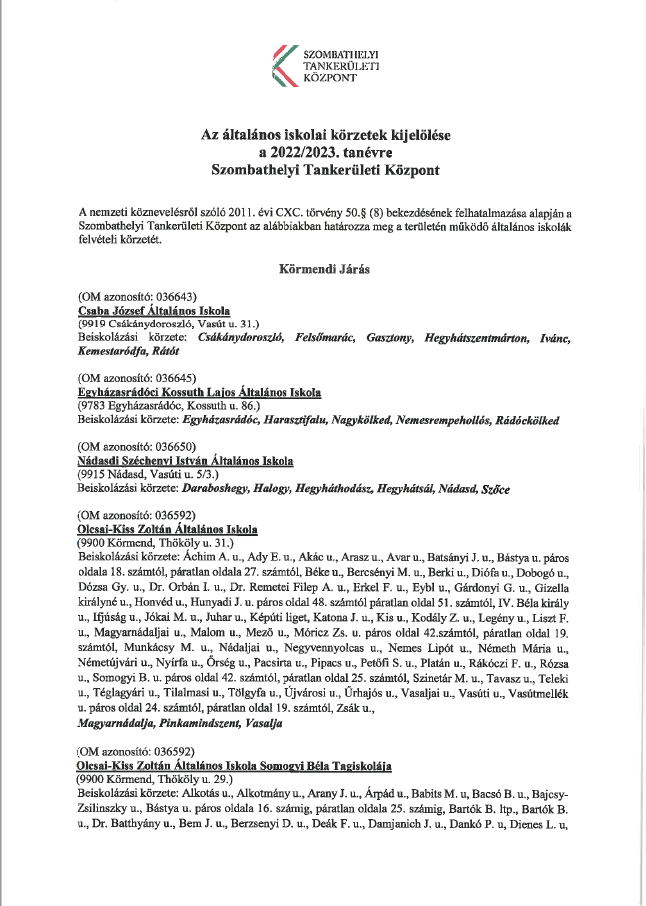 SZOMBATHELYI
TANKERÜLETI
KÖZPONT
Az általános iskolai körzetek kijelölése
a 2022/2023. tanévre
Szombathelyi Tankerületi Központ
A nemzeti köznevelésről szóló 2011. évi CXC. törvény 50.§ (8) bekezdésének felhatalmazása alapján a
Szombathelyi Tankerületi Központ az alábbiakban határozza meg a területén működő általános iskolák
felvételi körzetét.
Körmendi Járás
(OM azonosító: 036643)
Csaba József Általános Iskola
(9919 Csákánydoroszló, Vasút u. 31.)
Beiskolázási körzete: Csákánydoroszló, Felsőmarác, Gasztony, Hegyhátszentmárton, Ivánc,
Kemestaródfa, Rátót
(OM azonosító: 036645)
Egyházasrádóci Kossuth Lajos Általános Iskola
(9783 Egyházasrádóc, Kossuth u. 86.)
Beiskolázási körzete: Egyházasrádóc, Harasztifalu, Nagykölked, Nemesrempehollós, Rádóckölked
(OM azonosító: 036650)
Nádasdi Széchenyi István Általános Iskola
(9915 Nádasd, Vasúti u. 5/3.)
Beiskolázási körzete: Daraboshegy, Halogy, Hegyháthodász, Hegyhátsál, Nádasd, Szőce
(OM azonosító: 036592)
Olcsai-Kiss Zoltán Általános Iskola
(9900 Körmend, Thököly u. 31.)
Beiskolázási körzete: Áchim A. u., Ady E. u., Akác u., Arasz u., Avar u., Batsányi J. u., Bástya u. páros
oldala 18. számtól, páratlan oldala 27. számtól, Béke u., Bercsényi M. u., Berki u., Diófa u., Dobogó u.,
Dózsa Gy. u., Dr. Orbán I. u., Dr. Remetei Filep A. u., Erkel F. u., Eybl u., Gárdonyi G. u., Gizella
királyné u., Honvéd u., Hunyadi J. u. páros oldal 48. számtól páratlan oldal 51. számtól, IV. Béla király
u., Ifjúság u., Jókai M. u., Juhar u., Képúti liget, Katona J. u., Kis u., Kodály Z. u., Legény u., Liszt F.
u., Magyarnádaljai u., Malom u., Mező u., Móricz Zs. u. páros oldal 42.számtól, páratlan oldal 19.
számtól, Munkácsy M. u., Nádaljai u., Negyvennyolcas u., Nemes Lipót u., Németh Mária u.,
Németújvári u., Nyírfa u., Őrség u., Pacsirta u., Pipacs u., Petőfi S. u., Platán u., Rákóczi F. u., Rózsa
u., Somogyi B. u. páros oldal 42. számtól, páratlan oldal 25. számtól, Szinetár M. u., Tavasz u., Teleki
u., Téglagyári u., Tilalmasi u., Tölgyfa u., Újvárosi u., Űrhajós u., Vasaljai u., Vasúti u., Vasútmellék
u. páros oldal 24. számtól, páratlan oldal 19. számtól, Zsák u.,
Magyarnádalja, Pinkamindszent, Vasalja
(OM azonosító: 036592)
Olcsai-Kiss Zoltán Általános Iskola Somogyi Béla Tagiskolája
(9900 Körmend, Thököly u. 29.)
Beiskolázási körzete: Alkotás u., Alkotmány u., Arany J. u., Árpád u., Babits M. u, Bacsó B. u., Bajcsy-
Zsilinszky u., Bástya u. páros oldala 16. számig, páratlan oldala 25. számig, Bartók B. ltp., Bartók B.
u., Dr. Batthyány u., Bem J. u., Berzsenyi D. u., Deák F. u., Damjanich J. u., Dankó P. u, Dienes L. u,